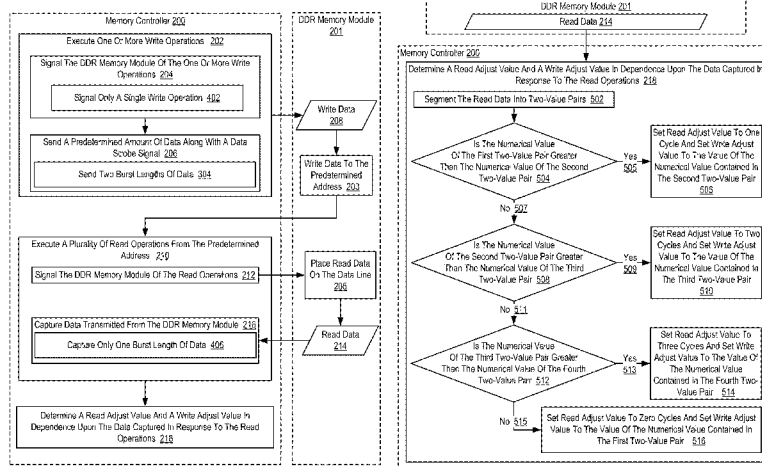 Memory Controller 200
DDR Memory Module
201
Execute One Or More Write Operations 202
Signal The DDR Memory Module Of The One Or More Write
Operations 204
Signal Only A Single Write Operation 402
Send A Predetermined Amount Of Data Along With A Data
Strobe Signal 206
Send Two Burst Lengths Of Data 304
Write Data
208
Write Data To The
Predetermined
Address 203
Execute A Plurality Of Read Operations From The Predetermined
Address 210
Signal The DDR Memory Module Of The Read Operations 212
Place Read Data
On The Data Line
205
Capture Data Transmitted From The DDR Memory Module 216
Capture Only One Burst Length Of Data 406
Read Data
214
Determine A Read Adjust Value And A Write Adjust Value In
Dependence Upon The Data Captured In Response To The Read
Operations 218
DDR Memory Module
201
Read Data 214
Memory Controller 200
Determine A Read Adjust Value And A Write Adjust Value In Dependence Upon The Data Captured In
Response To The Read Operations 218
Segment The Read Data Into Two-Value Pairs 502
Is The Numerical Value
Of The First Two-Value Pair Greater
Than The Numerical Value Of The Second
Two-Value Pair 504
Yes
505
Set Read Adjust Value To One
Cycle And Set Write Adjust
Value To The Value Of The
Numerical Value Contained In
The Second Two-Value Pair
506
No 507
Is The Numerical Value
Of The Second Two-Value Pair Greater
Than The Numerical Value Of The Third
Two-Value Pair 508
Yes
509
Set Read Adjust Value To Two
Cycles And Set Write Adjust
Value To The Value Of The
Numerical Value Contained In
The Third Two-Value Pair
510
No 511
Is The Numerical Value
Of The Third Two-Value Pair Greater
Than The Numerical Value Of The Fourth
Two-Value Pair 512
Yes
513
Set Read Adjust Value To
Three Cycles And Set Write
Adjust Value To The Value Of
The Numerical Value
Contained In The Fourth Two-Value Pair
514
No 515
Set Read Adjust Value To Zero Cycles And Set Write Adjust
Value To The Value Of The Numerical Value Contained In
The First Two-Value Pair 516